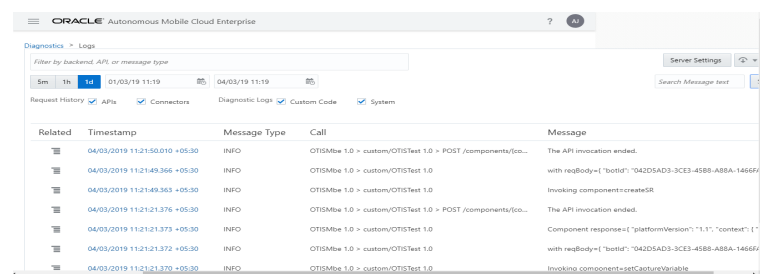 ORACLE Autonomous Mobile Cloud Enterprise ? AJ
Diagnostics > Logs
Filter by backend, API, or message type Server Settings
5m 1h 1d 01/03/19 11:19 04/03/19 11:19 Search Message text
Request History APIs Connectors Diagnostic Logs Custom Code System
Related Timestamp Message Type Call Message
04/03/2019 11:21:50.010 +05:30 INFO OTISMbe 1.0 > custom/OTISTest 1.0 > POST /components/{co... The API invocation ended.
04/03/2019 11:21:49.366 +05:30 INFO OTISMbe 1.0 > custom/OTISTest 1.0 with reqBody={ "botId": "042D5AD3-3CE3-45B8-A88A-1466FA
04/03/2019 11:21:49.363 +05:30 INFO OTISMbe 1.0 > custom/OTISTest 1.0 Invoking component=createSR
04/03/2019 11:21:21.376 +05:30 INFO OTISMbe 1.0 > custom/OTISTest 1.0 > POST /components/{co... The API invocation ended.
04/03/2019 11:21:21.373 +05:30 INFO OTISMbe 1.0 > custom/OTISTest 1.0 Component response={ "platformVersion": "1.1", "context": { "
04/03/2019 11:21:21.372 +05:30 INFO OTISMbe 1.0 > custom/OTISTest 1.0 with reqBody={ "botId": "042D5AD3-3CE3-45B8-A88A-1466FA
04/03/2019 11:21:21.370 +05:30 INFO OTISMbe 1.0 > custom/OTISTest 1.0 Invoking component=setCaptureVariable